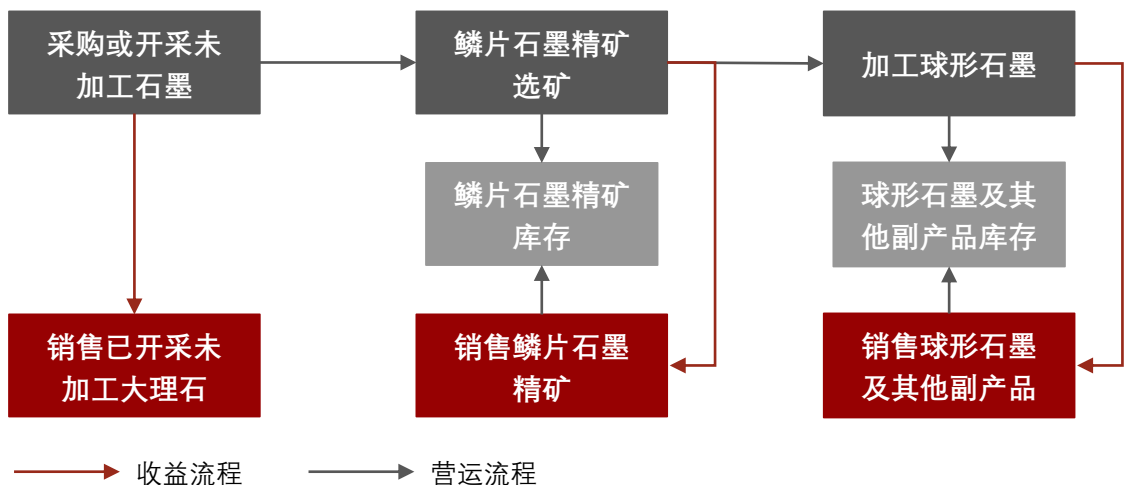 采购或开采未
加工石墨
鳞片石墨精矿
选矿
加工球形石墨
鳞片石墨精矿
库存
球形石墨及其
他副产品库存
销售已开采未
加工大理石
销售鳞片石墨
精矿
销售球形石墨
及其他副产品
收益流程
营运流程